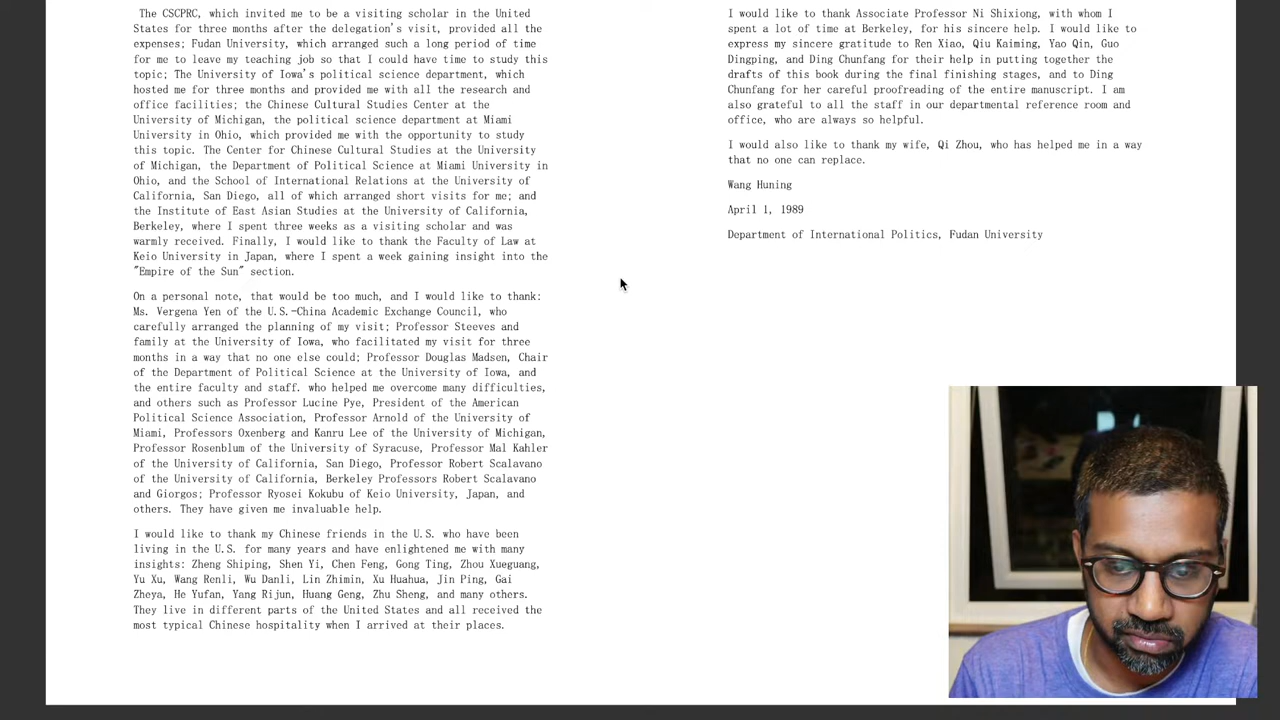 The CSCPRC, which invited me to be a visiting scholar in the United
States for three months after the delegation's visit, provided all the
expenses; Fudan University, which arranged such a long period of time
for me to leave my teaching job so that I could have time to study this
topic; The University of Iowa's political science department, which
hosted me for three months and provided me with all the research and
office facilities; the Chinese Cultural Studies Center at the
University of Michigan, the political science department at Miami
University in Ohio, which provided me with the opportunity to study
this topic. The Center for Chinese Cultural Studies at the University
of Michigan, the Department of Political Science at Miami University in
Ohio, and the School of International Relations at the University of
California, San Diego, all of which arranged short visits for me; and
the Institute of East Asian Studies at the University of California,
Berkeley, where I spent three weeks as a visiting scholar and was
warmly received. Finally, I would like to thank the Faculty of Law at
Keio University in Japan, where I spent a week gaining insight into the
"Empire of the Sun" section.
On a personal note, that would be too much, and I would like to thank:
Ms. Vergena Yen of the U.S.-China Academic Exchange Council, who
carefully arranged the planning of my visit; Professor Steeves and
family at the University of Iowa, who facilitated my visit for three
months in a way that no one else could; Professor Douglas Madsen, Chair
of the Department of Political Science at the University of Iowa, and
the entire faculty and staff. who helped me overcome many difficulties,
and others such as Professor Lucine Pye, President of the American
Political Science Association, Professor Arnold of the University of
Miami, Professors Oxenberg and Kanru Lee of the University of Michigan,
Professor Rosenblum of the University of Syracuse, Professor Mal Kahler
of the University of California, San Diego, Professor Robert Scalavano
of the University of California, Berkeley Professors Robert Scalavano
and Giorgos; Professor Ryosei Kokubu of Keio University, Japan, and
others. They have given me invaluable help.
I would like to thank my Chinese friends in the U.S. who have been
living in the U.S. for many years and have enlightened me with many
insights: Zheng Shiping, Shen Yi, Chen Feng, Gong Ting, Zhou Xueguang,
Yu Xu, Wang Renli, Wu Danli, Lin Zhimin, Xu Huahua, Jin Ping, Gai
Zheya, He Yufan, Yang Rijun, Huang Geng, Zhu Sheng, and many others.
They live in different parts of the United States and all received the
most typical Chinese hospitality when I arrived at their places.
I would like to thank Associate Professor Ni Shixiong, with whom I
spent a lot of time at Berkeley, for his sincere help. I would like to
express my sincere gratitude to Ren Xiao, Qiu Kaiming, Yao Qin, Guo
Dingping, and Ding Chunfang for their help in putting together the
drafts of this book during the final finishing stages, and to Ding
Chunfang for her careful proofreading of the entire manuscript. I am
also grateful to all the staff in our departmental reference room and
office, who are always so helpful.
I would also like to thank my wife, Qi Zhou, who has helped me in a way
that no one can replace.
Wang Huning
April 1, 1989
Department of International Politics, Fudan University